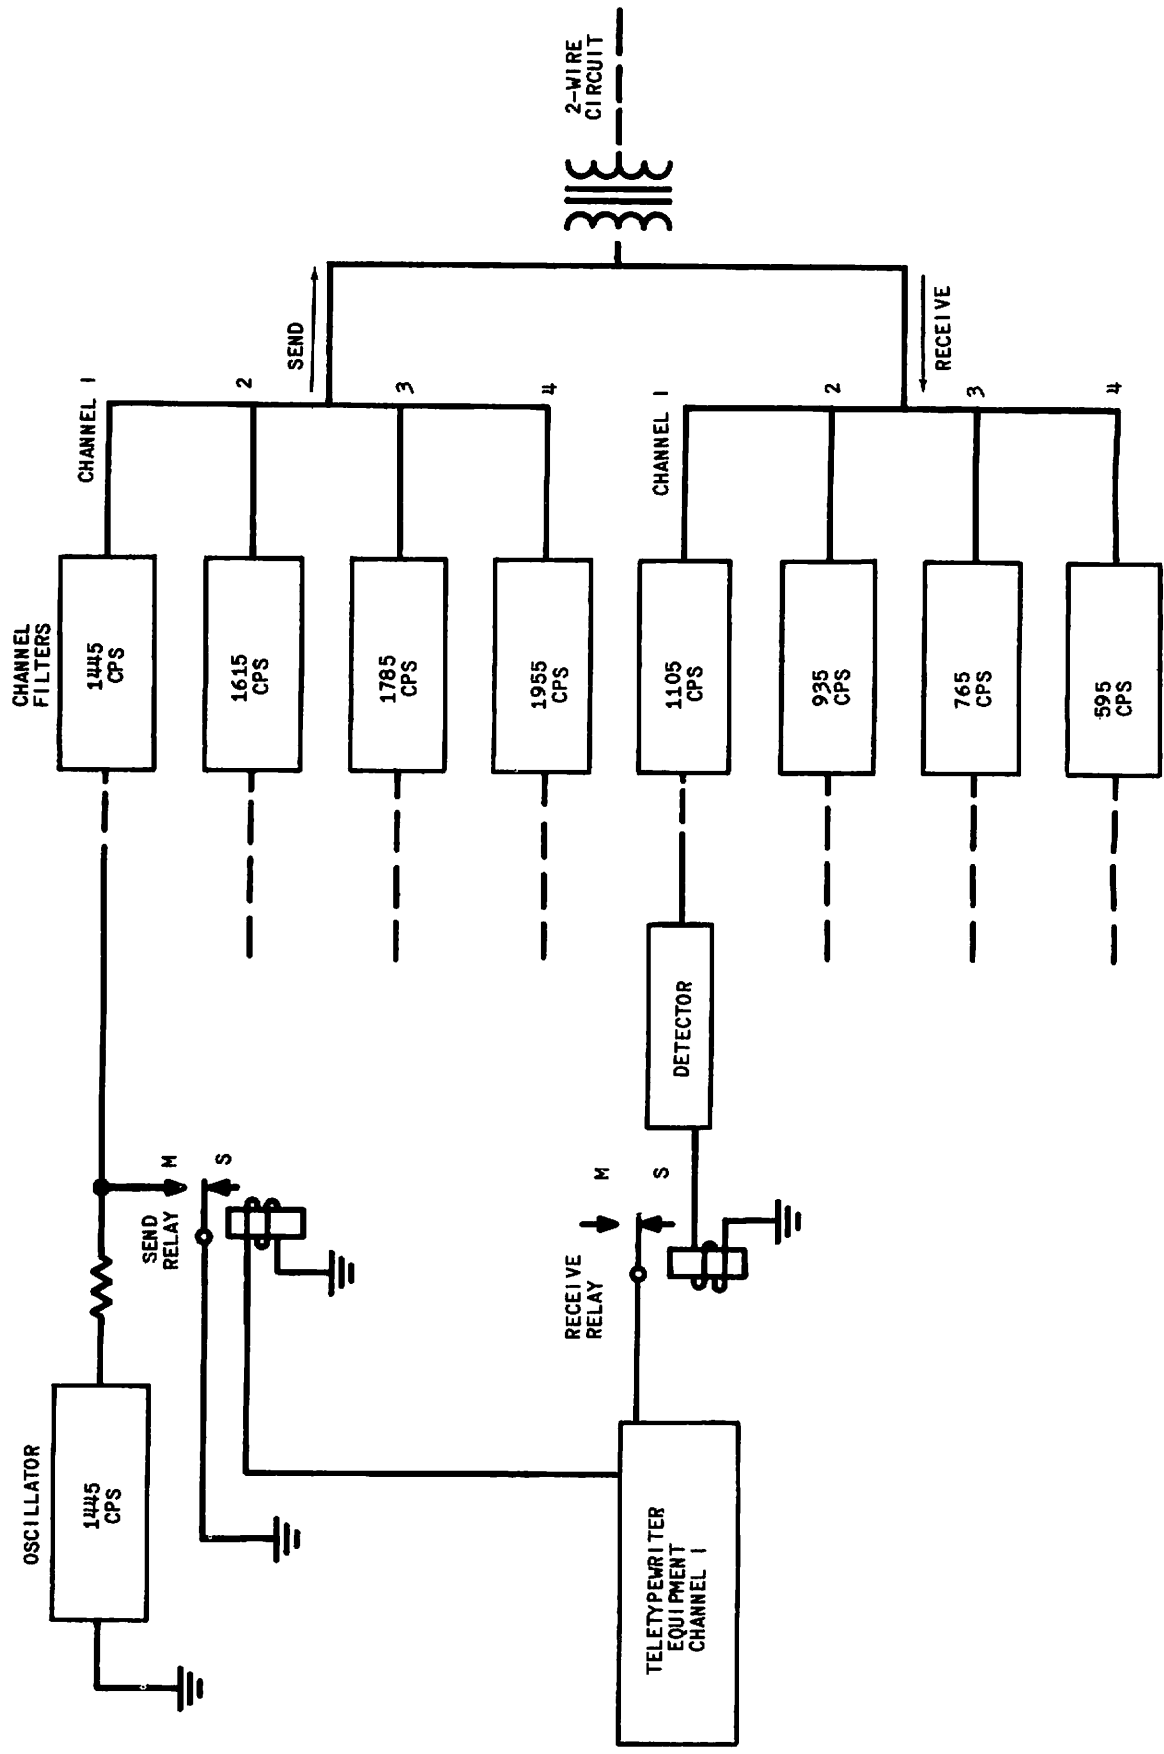 OSCILLATOR
1445
CPS
SEND
RELAY
M
S
CHANNEL
FILTERS
1445
CPS
CHANNEL 1
1615
CPS
2
1785
CPS
3
1955
CPS
4
SEND
2-WIRE
CIRCUIT
TELETYPEWRITER
EQUIPMENT
CHANNEL 1
RECEIVE
RELAY
M
S
DETECTOR
1105
CPS
CHANNEL 1
935
CPS
2
765
CPS
3
595
CPS
4
RECEIVE